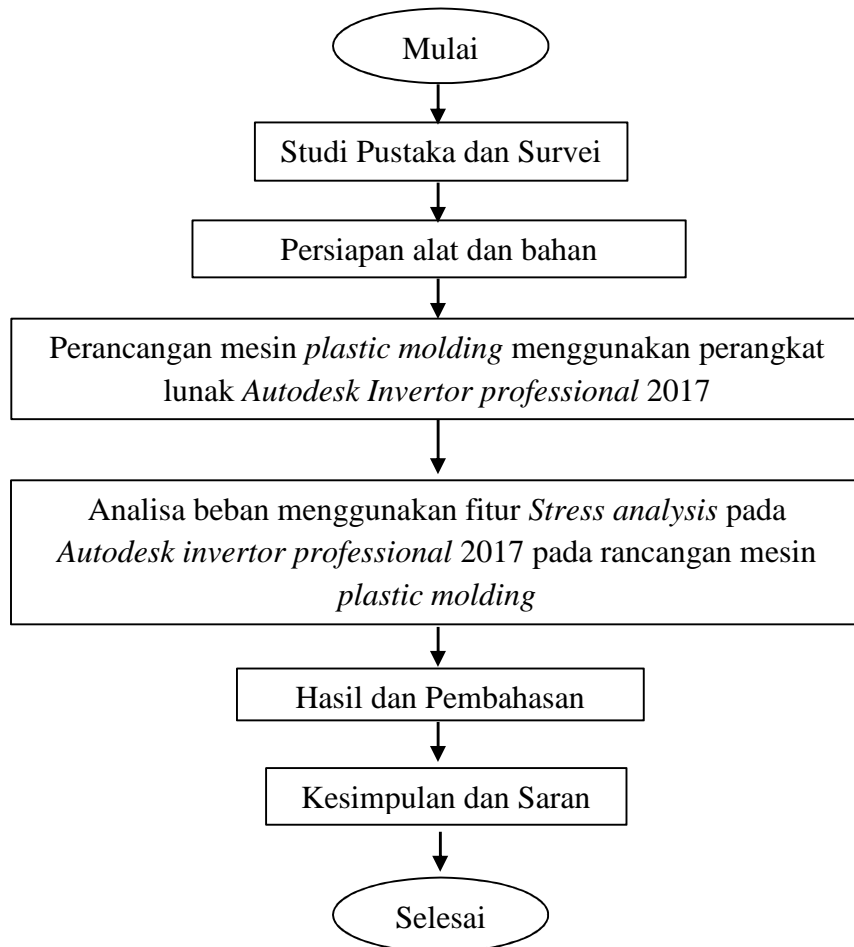 Mulai
Studi Pustaka dan Survei
Persiapan alat dan bahan
Perancangan mesin plastic molding menggunakan perangkat
lunak Autodesk Invertor professional 2017
Analisa beban menggunakan fitur Stress analysis pada
Autodesk invertor professional 2017 pada rancangan mesin
plastic molding
Hasil dan Pembahasan
Kesimpulan dan Saran
Selesai